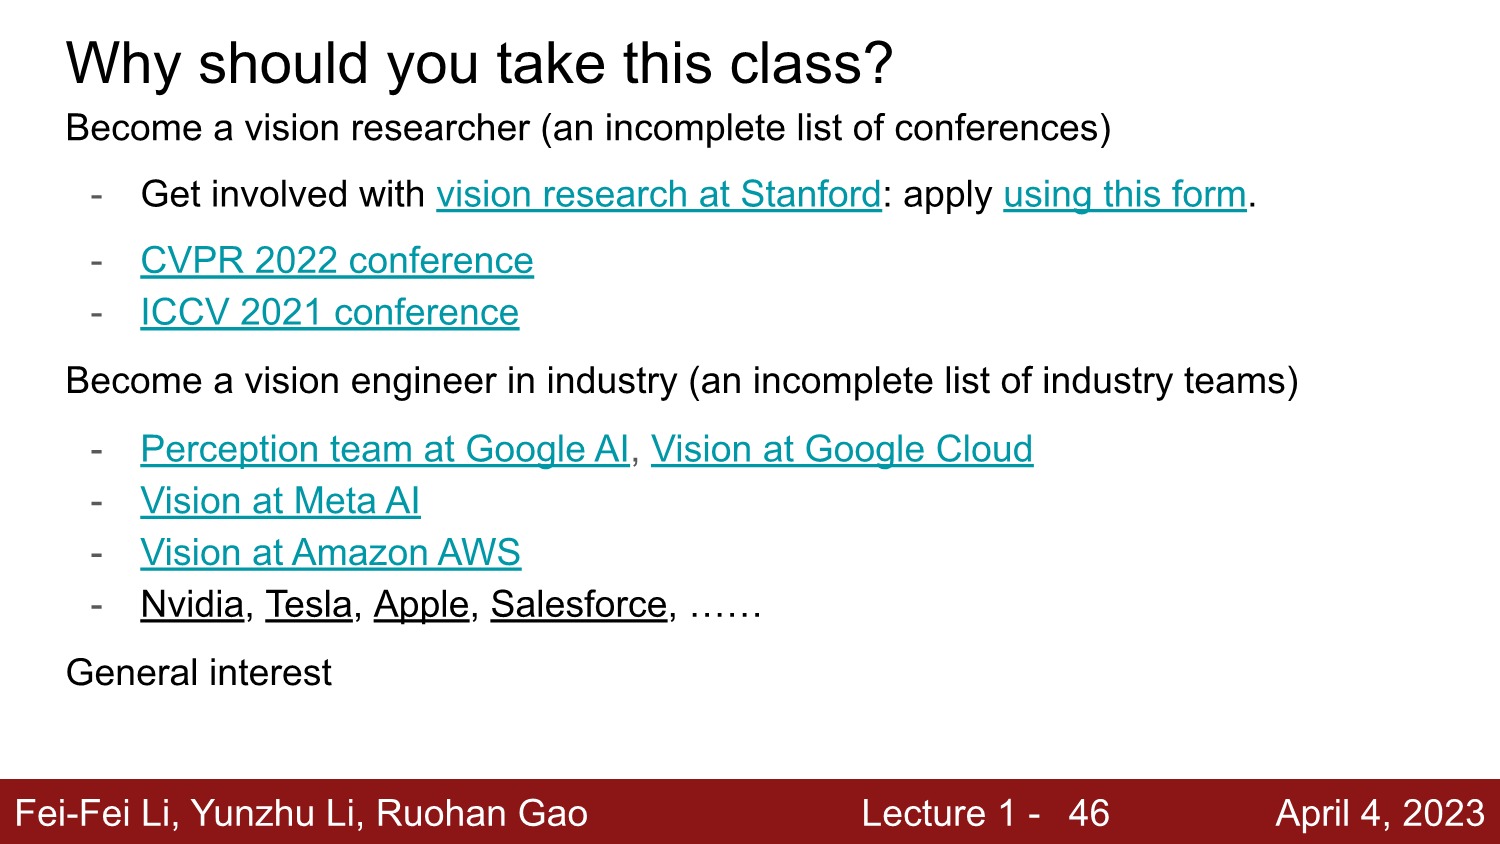 Why should you take this class?
Become a vision researcher (an incomplete list of conferences)
- Get involved with vision research at Stanford: apply using this form.
- CVPR 2022 conference
- ICCV 2021 conference
Become a vision engineer in industry (an incomplete list of industry teams)
- Perception team at Google AI, Vision at Google Cloud
- Vision at Meta AI
- Vision at Amazon AWS
- Nvidia, Tesla, Apple, Salesforce, ……
General interest
Fei-Fei Li, Yunzhu Li, Ruohan Gao Lecture 1 - 46 April 4, 2023